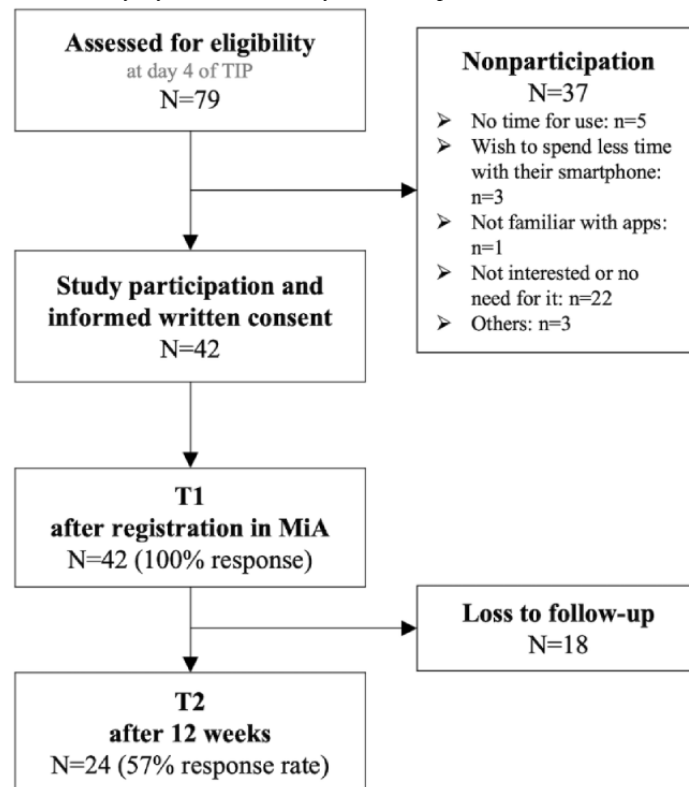 Assessed for eligibility
at day 4 of TIP
N=79
Nonparticipation
N=37
➢ No time for use: n=5
➢ Wish to spend less time
with their smartphone:
n=3
➢ Not familiar with apps:
n=1
➢ Not interested or no
need for it: n=22
➢ Others: n=3
Study participation and
informed written consent
N=42
T1
after registration in MiA
N=42 (100% response)
Loss to follow-up
N=18
T2
after 12 weeks
N=24 (57% response rate)